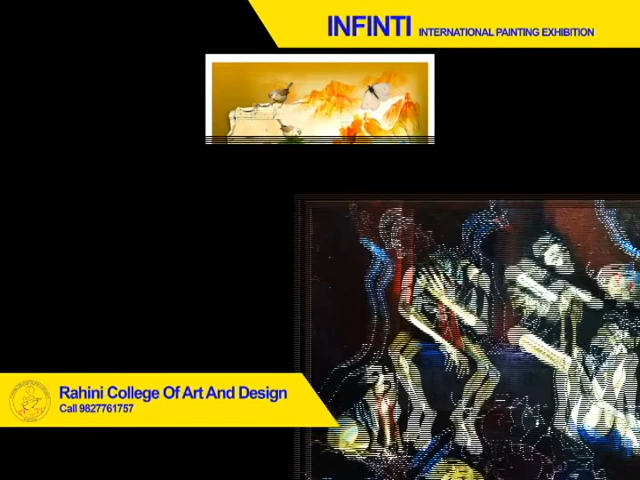 INFINTI INTERNATIONAL PAINTING EXHIBITION
Rahini College Of Art And Design
Call 9827761757